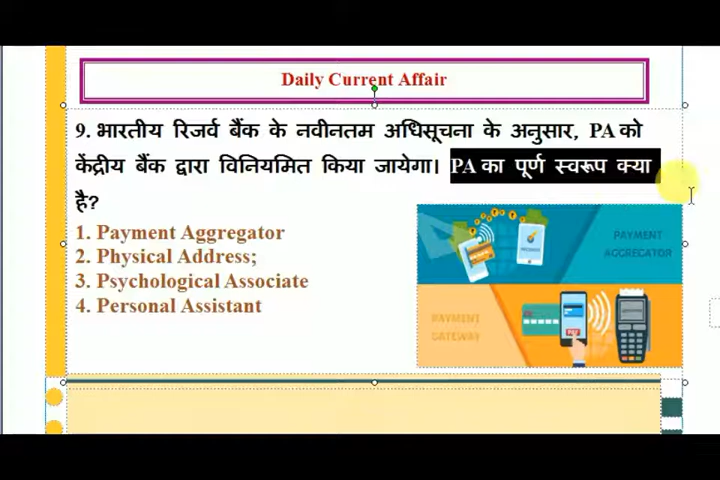 Daily Current Affair
9. भारतीय रिजर्व बैंक के नवीनतम अधिसूचना के अनुसार, PA को
केंद्रीय बैंक द्वारा विनियमित किया जायेगा। PA का पूर्ण स्वरूप क्या
है?
1. Payment Aggregator
2. Physical Address;
3. Psychological Associate
4. Personal Assistant
PAYMENT
AGGREGATOR
PAYMENT
GATEWAY
PAY